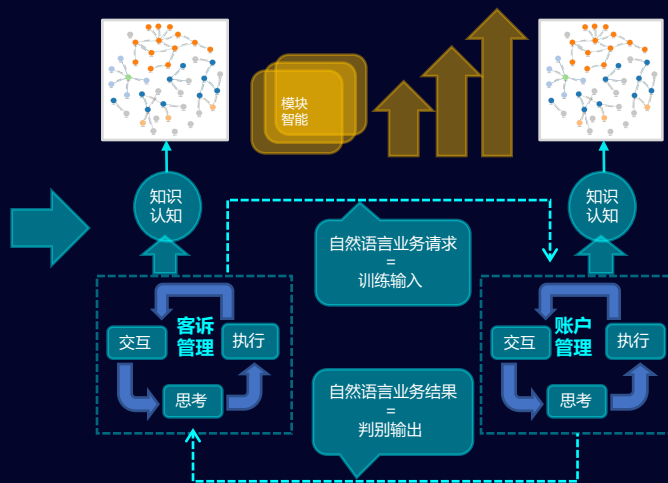 模块
智能
知识
认知
知识
认知
自然语言业务请求
=
训练输入
客诉
管理
交互
执行
思考
账户
管理
交互
执行
思考
自然语言业务结果
=
判别输出